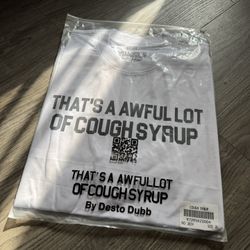 THAT'S A AWFUL LOT
OF COUGH SYRUP
THAT'S A AWFULLOT
OF COUGH SYRUP
By Desto Dubb